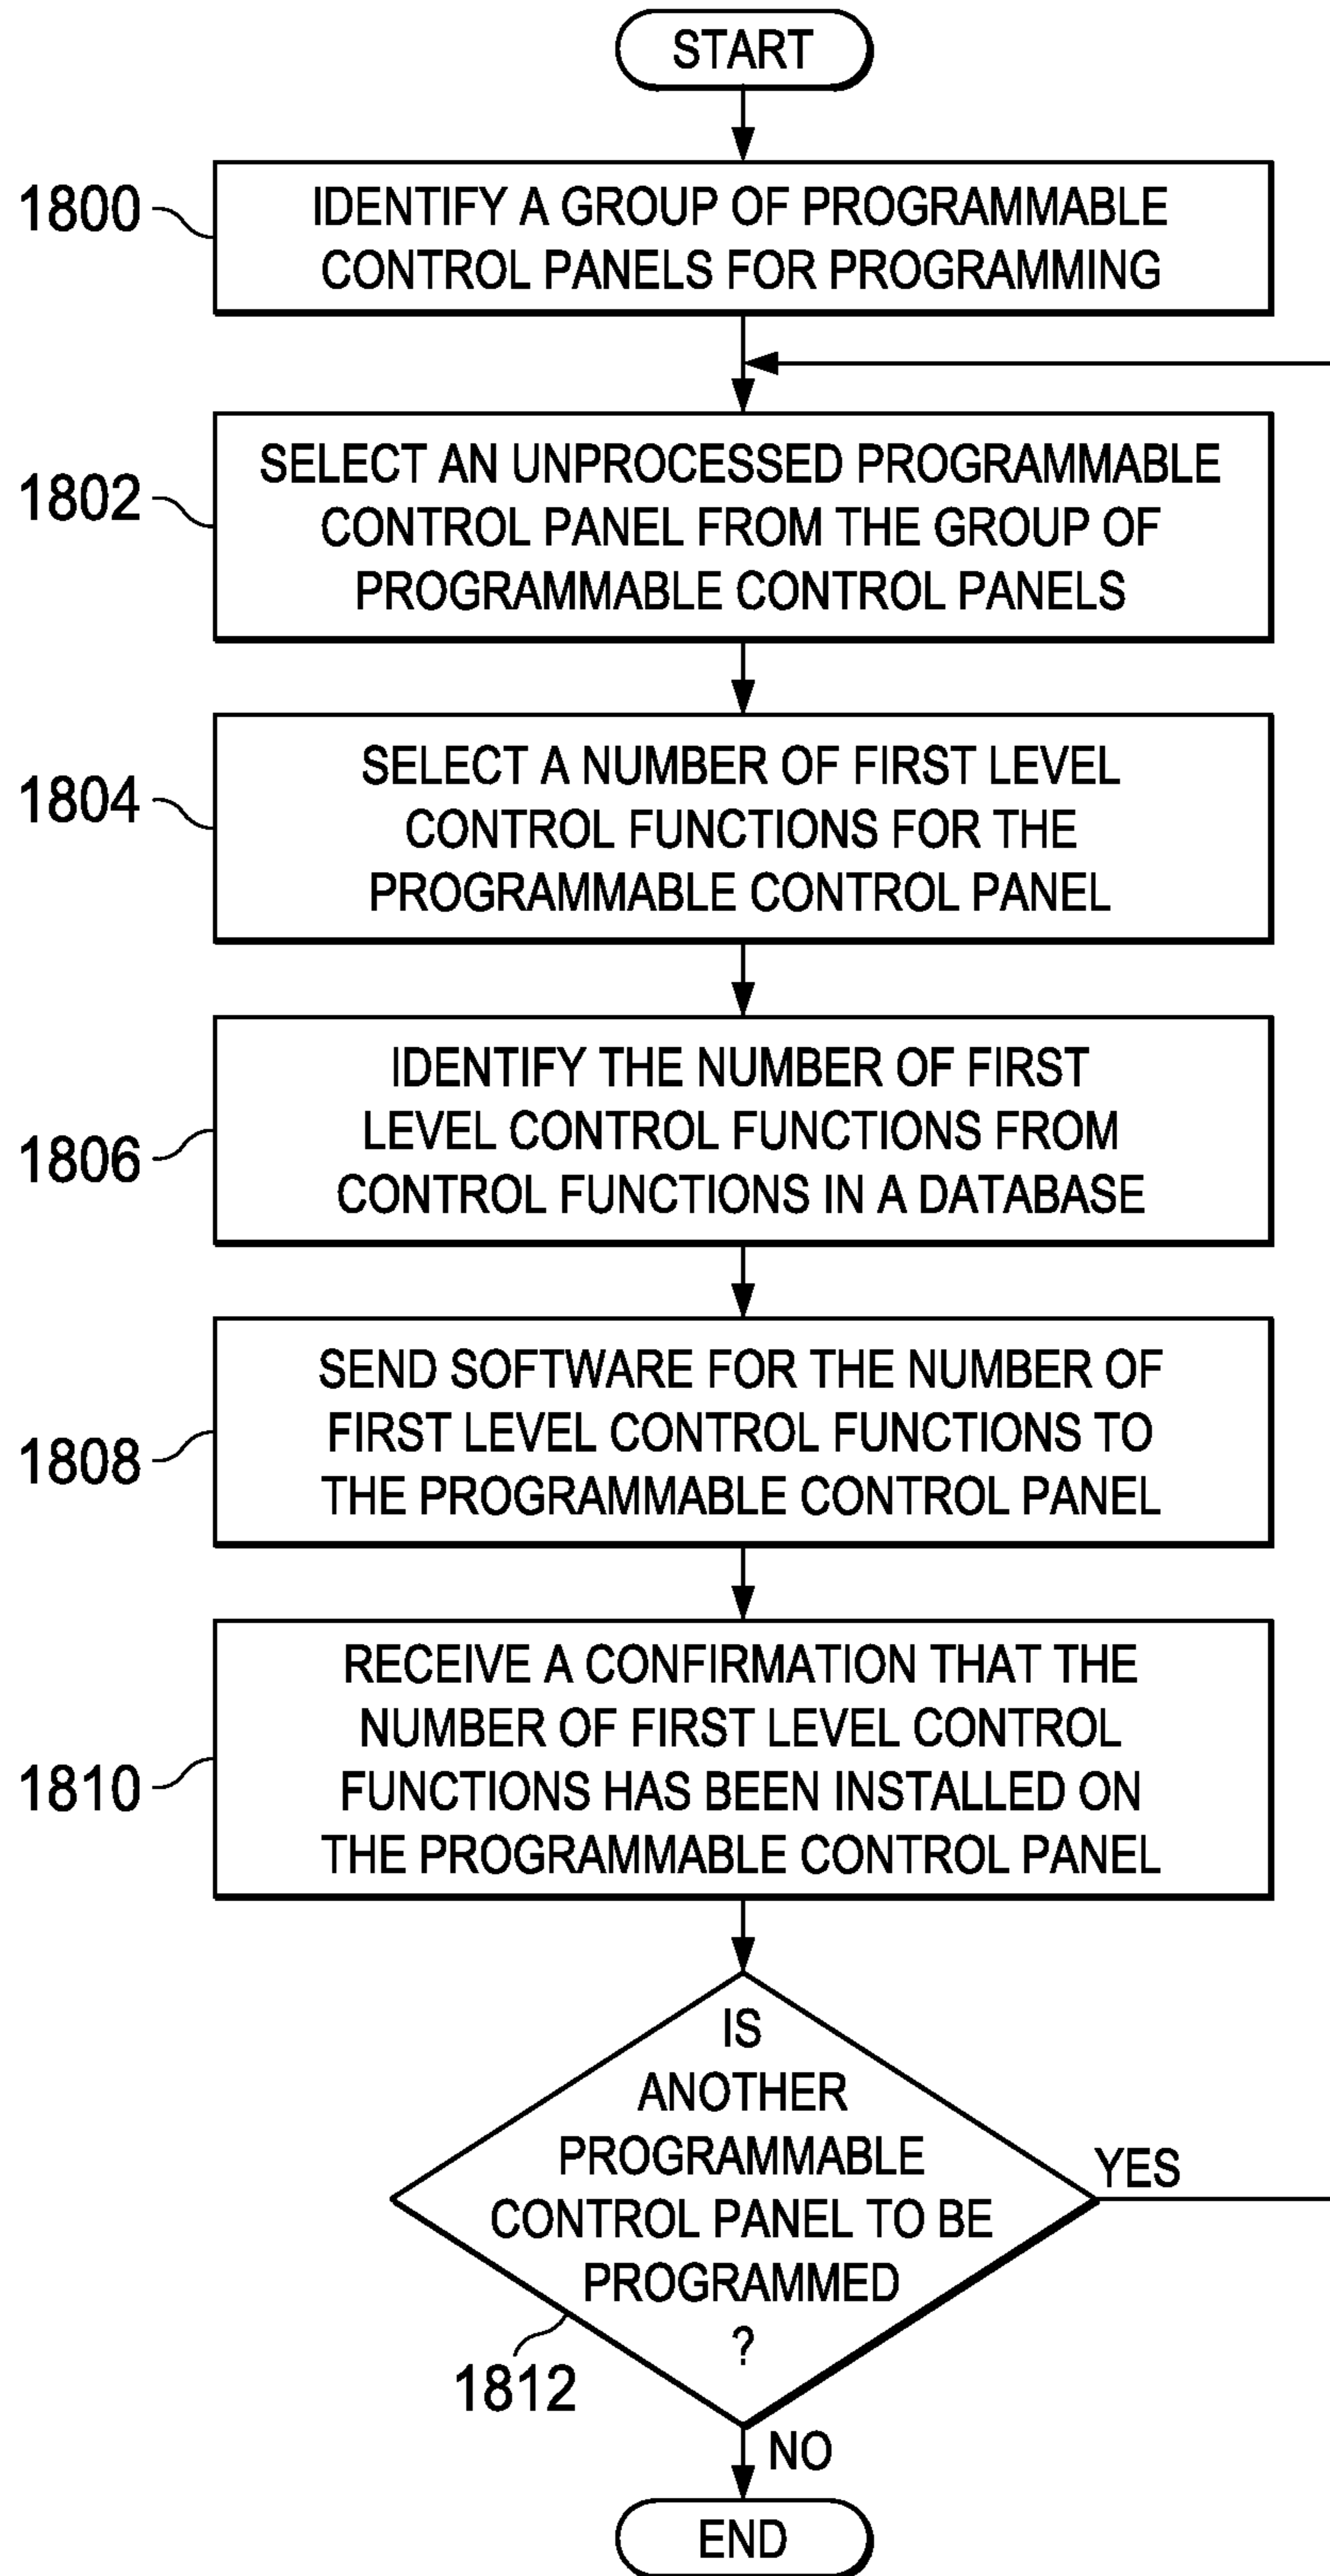 START
1800
IDENTIFY A GROUP OF PROGRAMMABLE
CONTROL PANELS FOR PROGRAMMING
1802
SELECT AN UNPROCESSED PROGRAMMABLE
CONTROL PANEL FROM THE GROUP OF
PROGRAMMABLE CONTROL PANELS
1804
SELECT A NUMBER OF FIRST LEVEL
CONTROL FUNCTIONS FOR THE
PROGRAMMABLE CONTROL PANEL
1806
IDENTIFY THE NUMBER OF FIRST
LEVEL CONTROL FUNCTIONS FROM
CONTROL FUNCTIONS IN A DATABASE
1808
SEND SOFTWARE FOR THE NUMBER OF
FIRST LEVEL CONTROL FUNCTIONS TO
THE PROGRAMMABLE CONTROL PANEL
1810
RECEIVE A CONFIRMATION THAT THE
NUMBER OF FIRST LEVEL CONTROL
FUNCTIONS HAS BEEN INSTALLED ON
THE PROGRAMMABLE CONTROL PANEL
IS
ANOTHER
PROGRAMMABLE
CONTROL PANEL TO BE
PROGRAMMED
?
YES
1812
NO
END